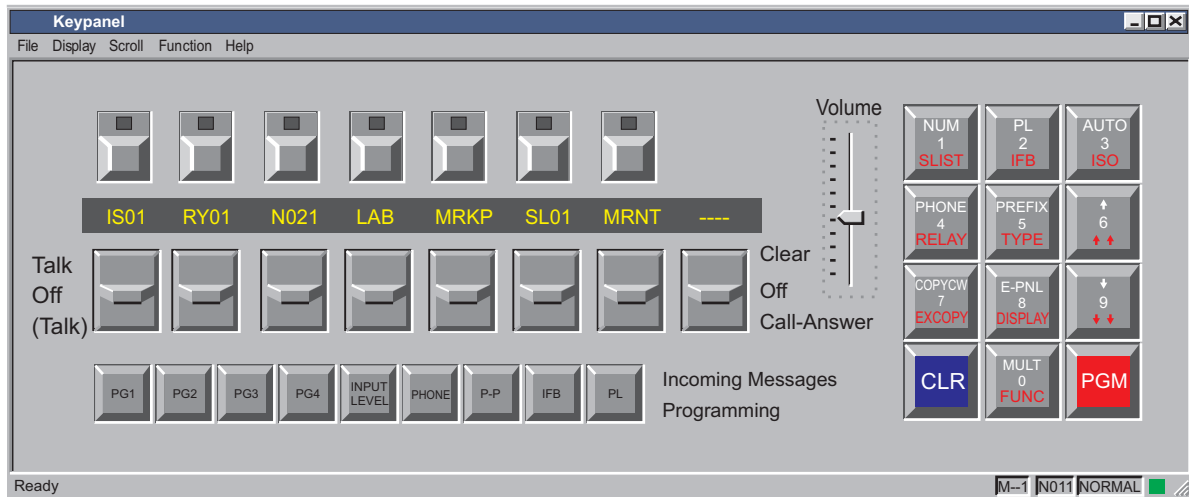 Keypanel
File Display Scroll Function Help
Volume
IS01 RY01 N021 LAB MRKP SL01 MRNT ----
Talk
Off
(Talk)
Clear
Off
Call-Answer
PG1 PG2 PG3 PG4 INPUT LEVEL PHONE P-P IFB PL
Incoming Messages
Programming
NUM
1
SLIST
PL
2
IFB
AUTO
3
ISO
PHONE
4
RELAY
PREFIX
5
TYPE
6
COPYCW
7
EXCOPY
E-PNL
8
DISPLAY
9
CLR
MULT
0
FUNC
PGM
Ready
M--1 N011 NORMAL